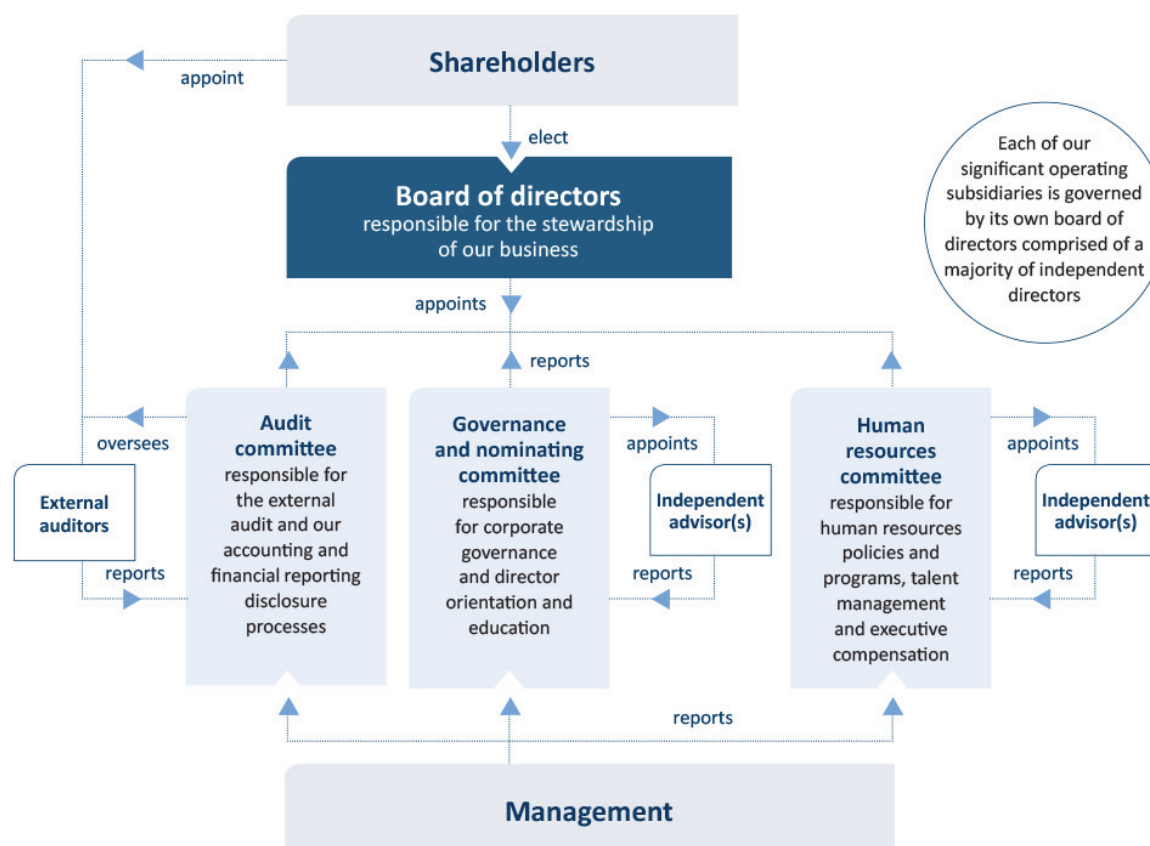 Shareholders
appoint
elect
Board of directors
responsible for the stewardship
of our business
Each of our
significant operating
subsidiaries is governed
by its own board of
directors comprised of a
majority of independent
directors
appoints
reports
Audit
committee
responsible for
the external
audit and our
accounting and
financial reporting
disclosure
processes
oversees
External
auditors
reports
Governance
and nominating
committee
responsible
for corporate
governance
and director
orientation and
education
appoints
Independent
advisor(s)
reports
Human
resources
committee
responsible for
human resources
policies and
programs, talent
management
and executive
compensation
appoints
Independent
advisor(s)
reports
reports
Management